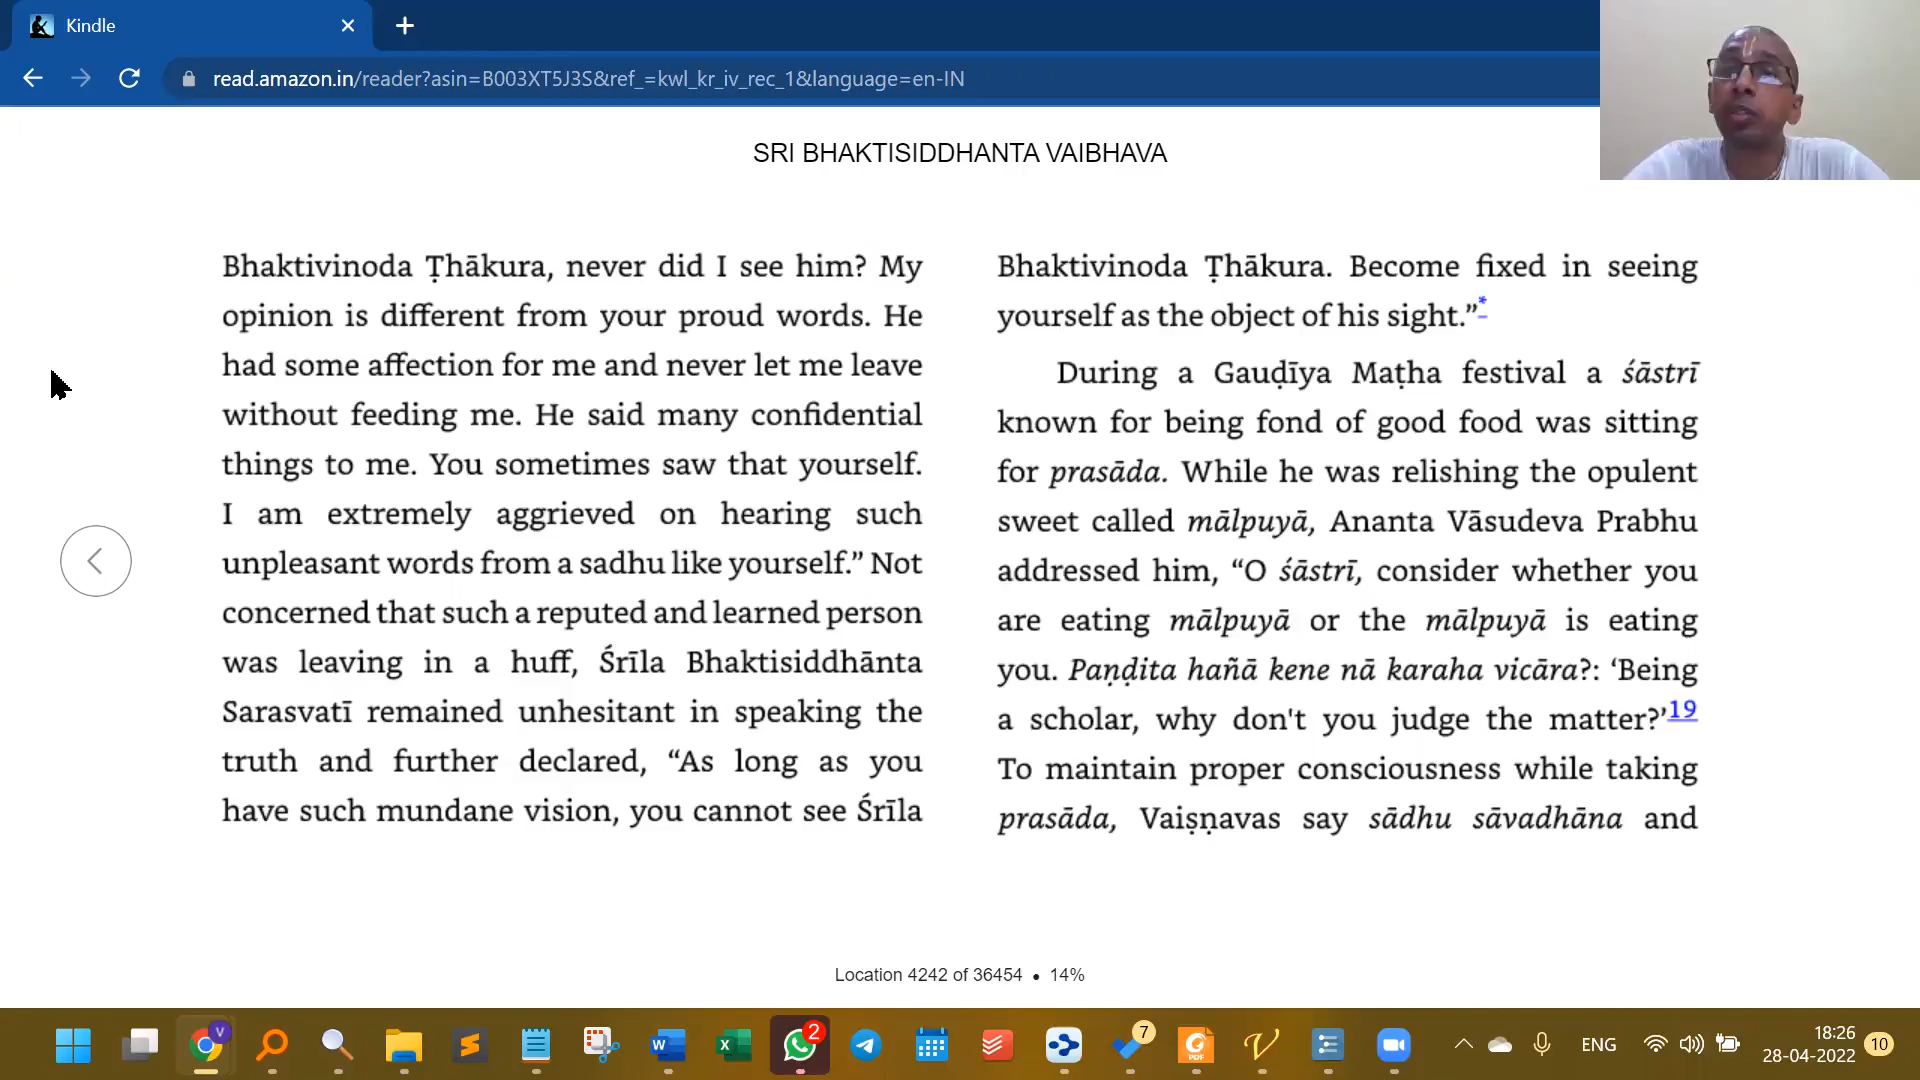 Kindle
read.amazon.in/reader?asin=B003XT5J3S&ref_=kwl_kr_iv_rec_1&language=en-IN
SRI BHAKTISIDDHANTA VAIBHAVA
Bhaktivinoda Ṭhākura, never did I see him? My
opinion is different from your proud words. He
had some affection for me and never let me leave
without feeding me. He said many confidential
things to me. You sometimes saw that yourself.
I am extremely aggrieved on hearing such
unpleasant words from a sadhu like yourself.” Not
concerned that such a reputed and learned person
was leaving in a huff, Śrīla Bhaktisiddhānta
Sarasvatī remained unhesitant in speaking the
truth and further declared, “As long as you
have such mundane vision, you cannot see Śrīla
Bhaktivinoda Ṭhākura. Become fixed in seeing
yourself as the object of his sight.”*
During a Gauḍīya Maṭha festival a śāstrī
known for being fond of good food was sitting
for prasāda. While he was relishing the opulent
sweet called mālpuyā, Ananta Vāsudeva Prabhu
addressed him, “O śāstrī, consider whether you
are eating mālpuyā or the mālpuyā is eating
you. Paṇḍita hañā kene nā karaha vicāra?: ‘Being
a scholar, why don't you judge the matter?’19
To maintain proper consciousness while taking
prasāda, Vaiṣṇavas say sādhu sāvadhāna and
Location 4242 of 36454 • 14%
V
2
7
PDF
ENG
18:26
28-04-2022
10